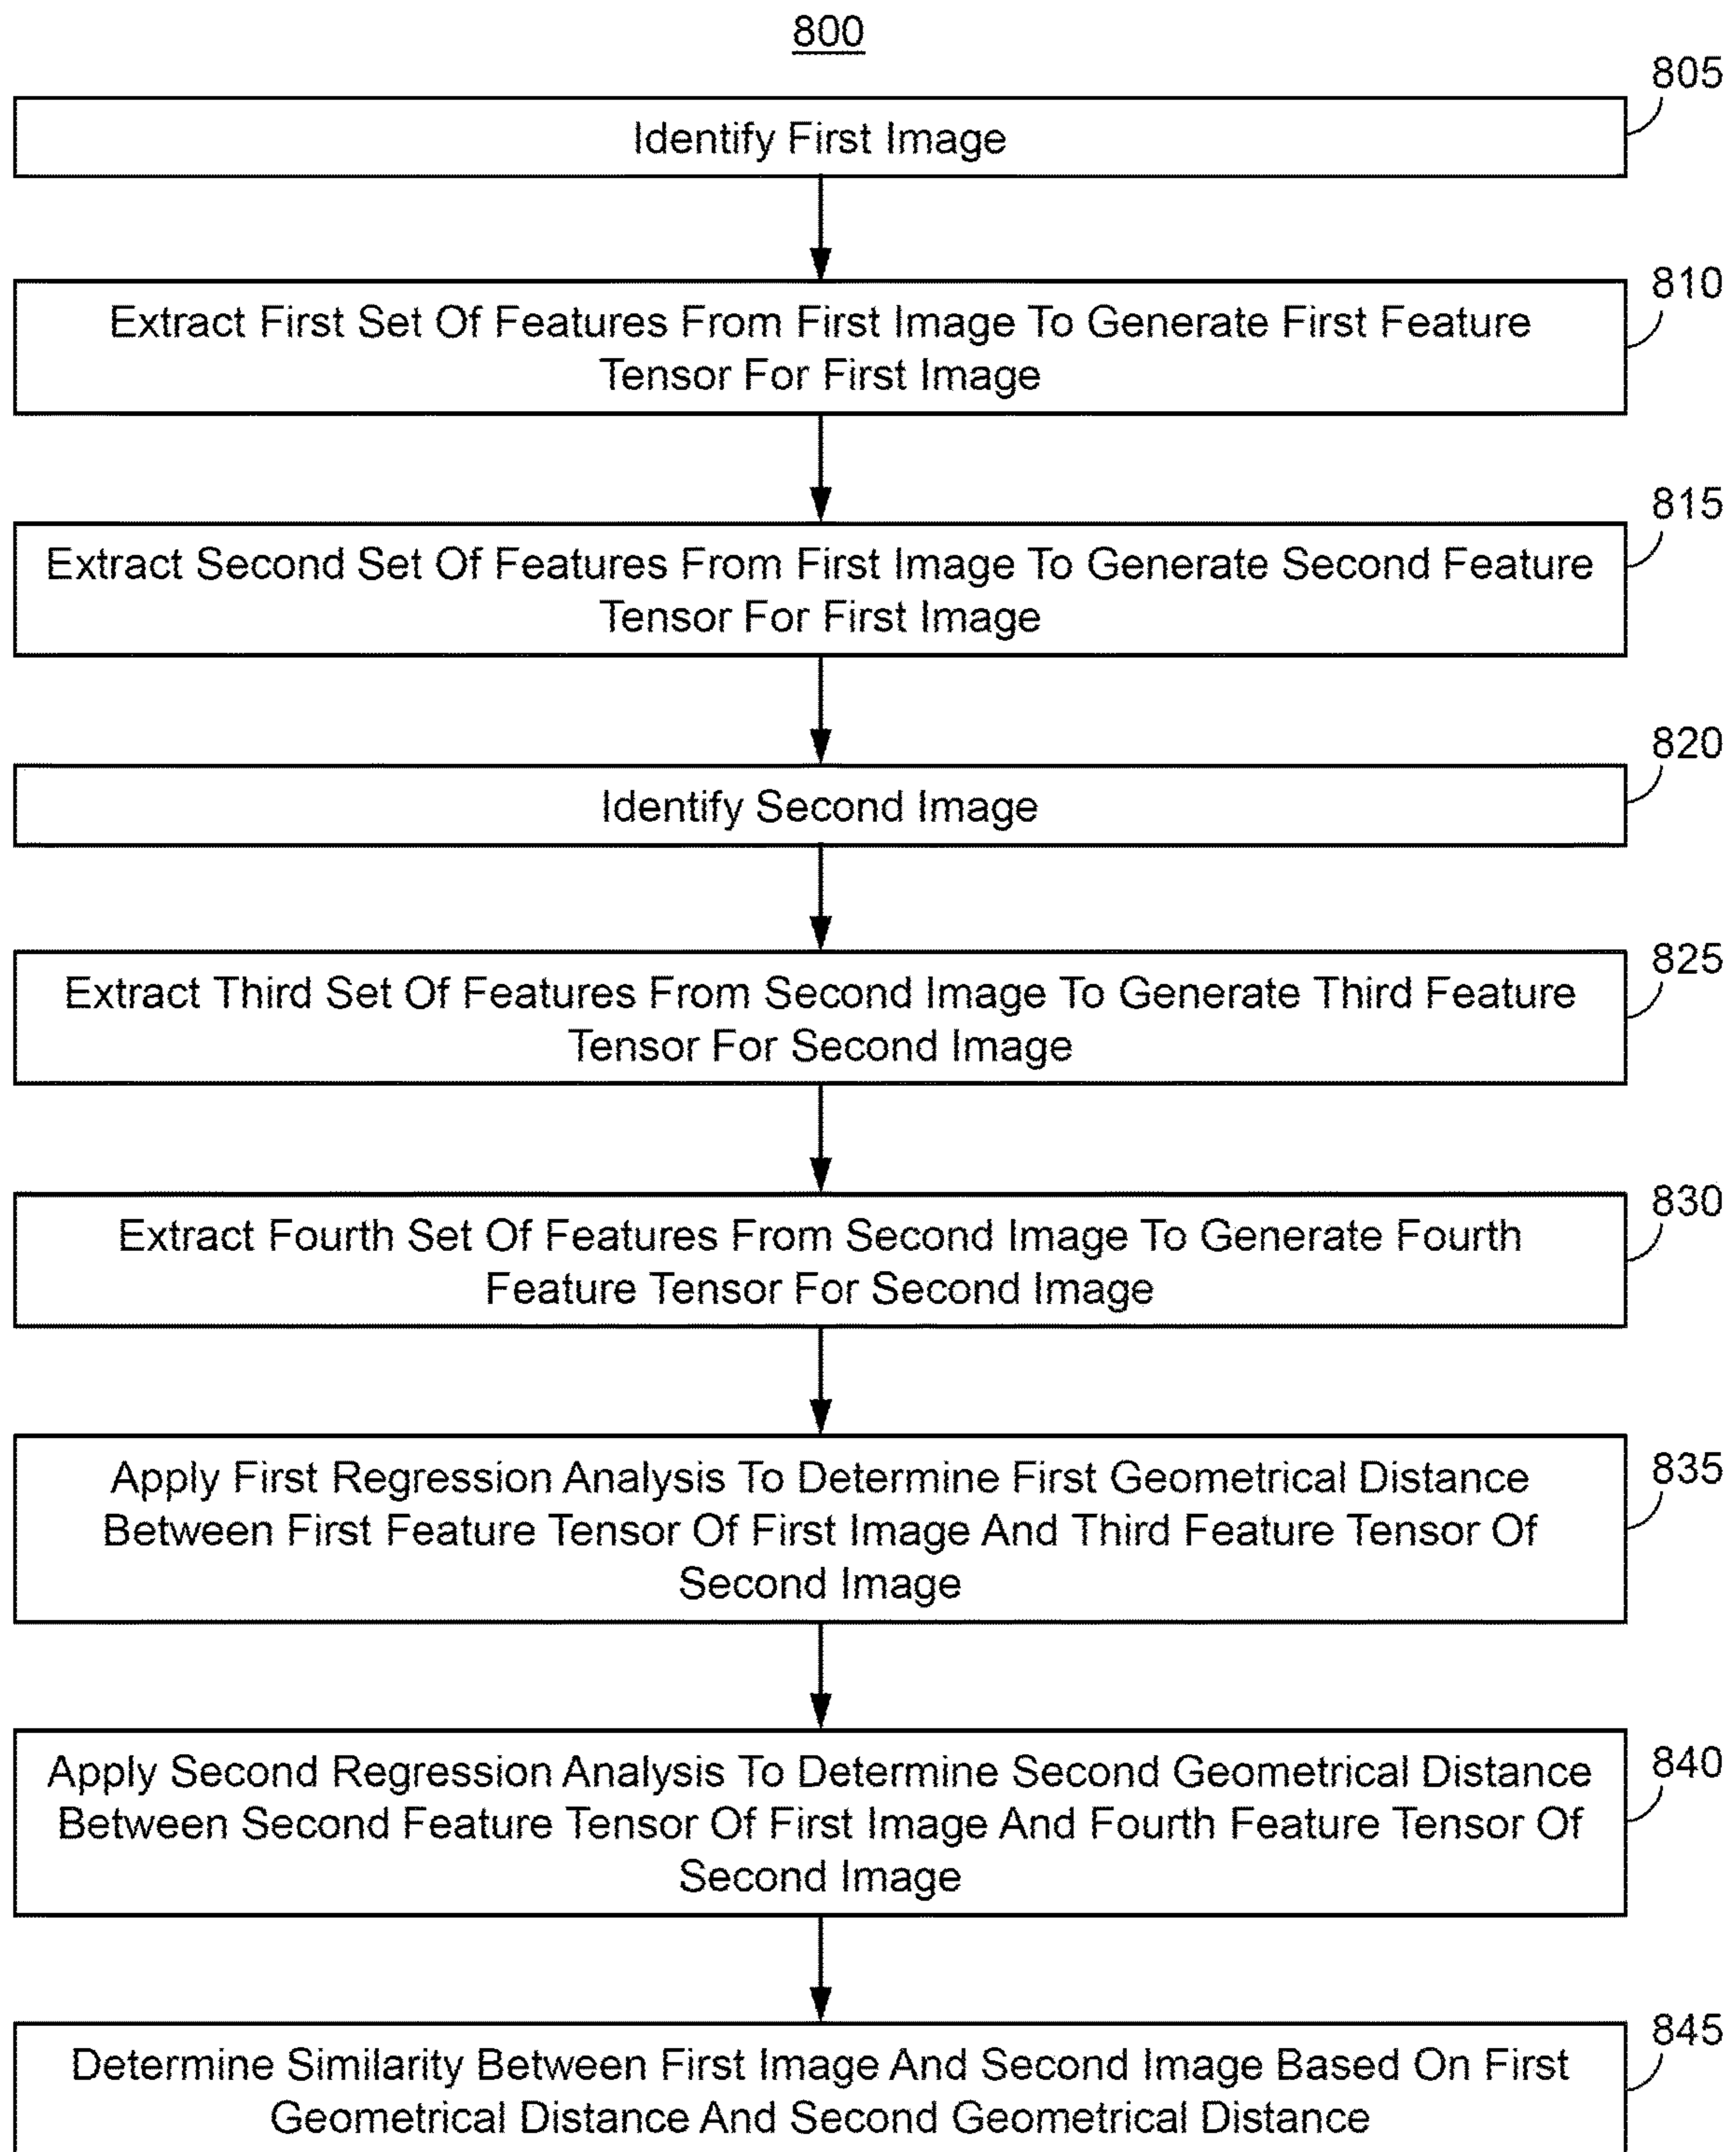 800
805
Identify First Image
810
Extract First Set Of Features From First Image To Generate First Feature
Tensor For First Image
815
Extract Second Set Of Features From First Image To Generate Second Feature
Tensor For First Image
820
Identify Second Image
825
Extract Third Set Of Features From Second Image To Generate Third Feature
Tensor For Second Image
830
Extract Fourth Set Of Features From Second Image To Generate Fourth
Feature Tensor For Second Image
835
Apply First Regression Analysis To Determine First Geometrical Distance
Between First Feature Tensor Of First Image And Third Feature Tensor Of
Second Image
840
Apply Second Regression Analysis To Determine Second Geometrical Distance
Between Second Feature Tensor Of First Image And Fourth Feature Tensor Of
Second Image
845
Determine Similarity Between First Image And Second Image Based On First
Geometrical Distance And Second Geometrical Distance